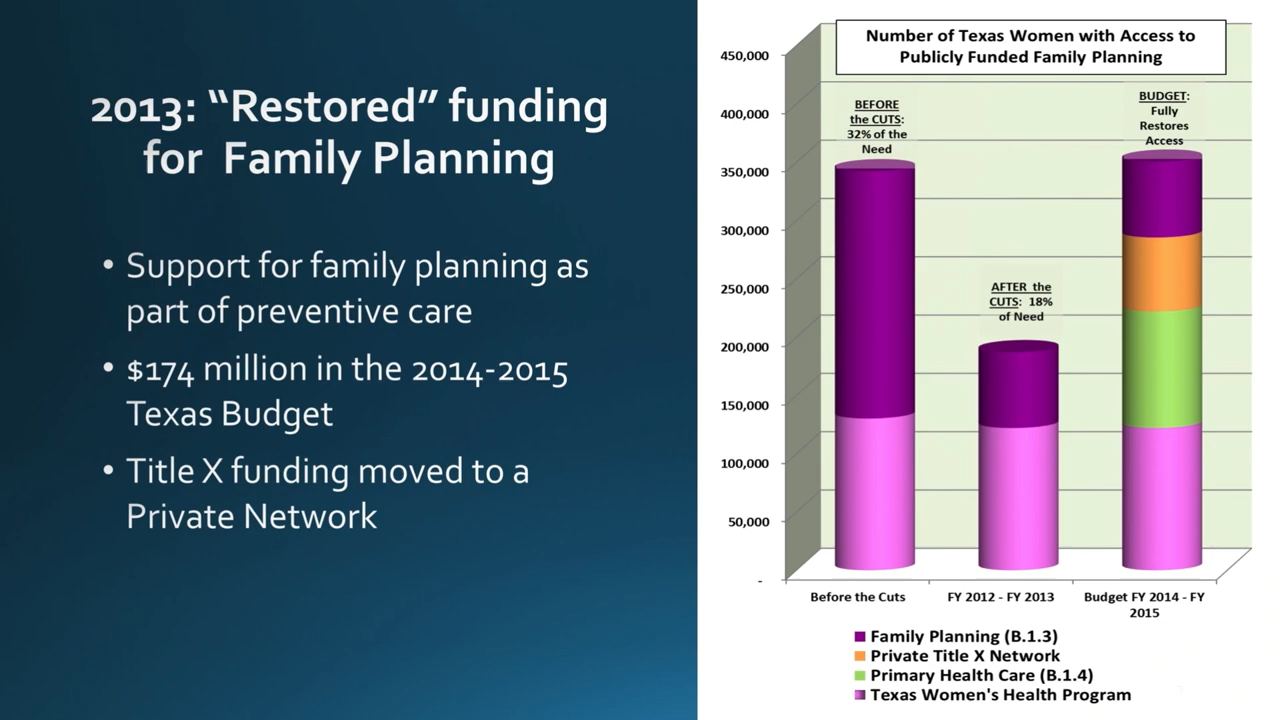 2013: “Restored” funding
for Family Planning
• Support for family planning as
part of preventive care
• $174 million in the 2014-2015
Texas Budget
• Title X funding moved to a
Private Network
Number of Texas Women with Access to
Publicly Funded Family Planning
450,000
400,000
350,000
300,000
250,000
200,000
150,000
100,000
50,000
-
BEFORE
the CUTS:
32% of the
Need
AFTER the
CUTS: 18%
of Need
BUDGET:
Fully
Restores
Access
Before the Cuts
FY 2012 - FY 2013
Budget FY 2014 - FY
2015
Family Planning (B.1.3)
Private Title X Network
Primary Health Care (B.1.4)
Texas Women's Health Program